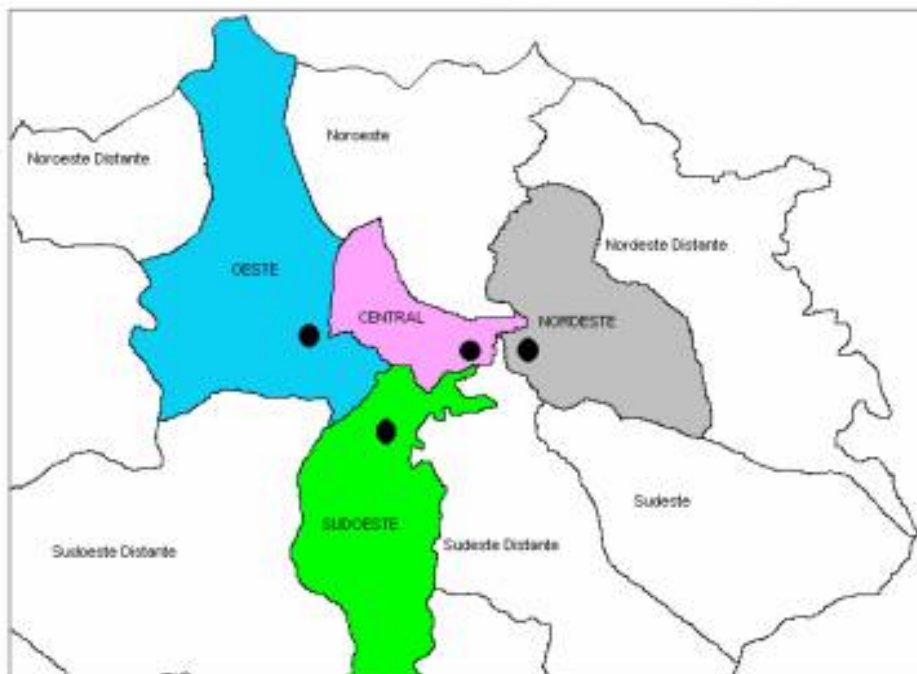 Noroeste
Noroeste Distante
Nordeste Distante
OESTE
CENTRAL
NORDESTE
Sudeste
SUDOESTE
Sudoeste Distante
Sudeste Distante